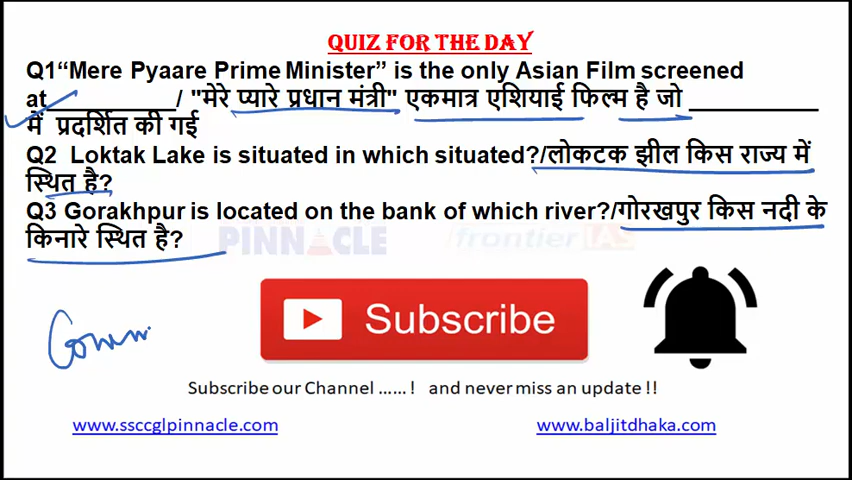 QUIZ FOR THE DAY
Q1“Mere Pyaare Prime Minister” is the only Asian Film screened
at___________/ "मेरे प्यारे प्रधान मंत्री" एकमात्र एशियाई फिल्म है जो ___________
में प्रदर्शित की गई
Q2 Loktak Lake is situated in which situated?/लोकटक झील किस राज्य में
स्थित है?
Q3 Gorakhpur is located on the bank of which river?/गोरखपुर किस नदी के
किनारे स्थित है?
PINNACLE frontier IAS
Subscribe
Subscribe our Channel ......! and never miss an update !!
www.ssccglpinnacle.com www.baljitdhaka.com